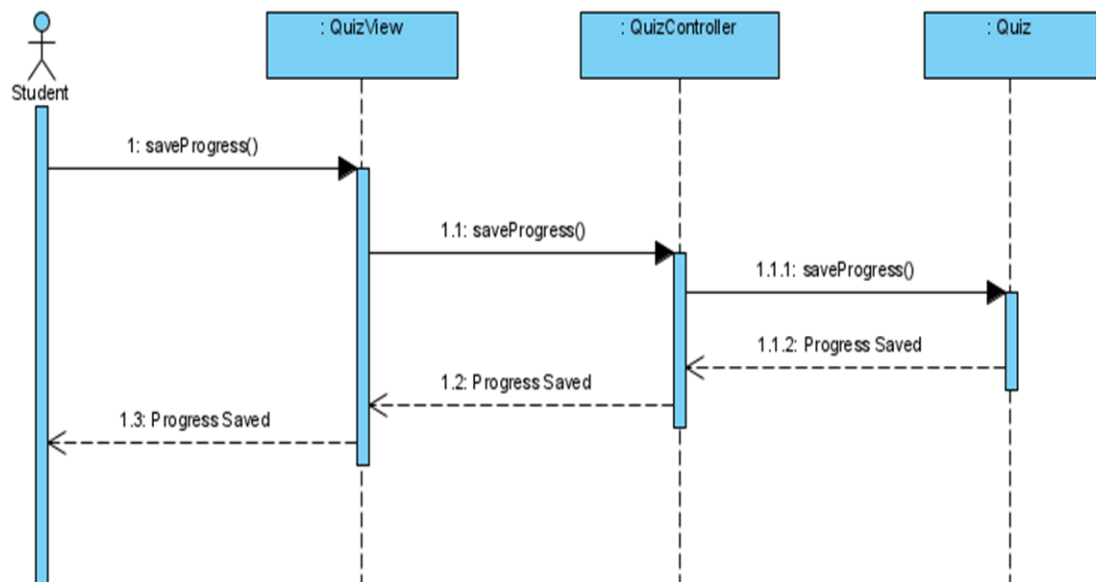 : QuizView
: QuizController
: Quiz
Student
1: saveProgress()
1.1: saveProgress()
1.1.1: saveProgress()
1.1.2: Progress Saved
1.2: Progress Saved
1.3: Progress Saved